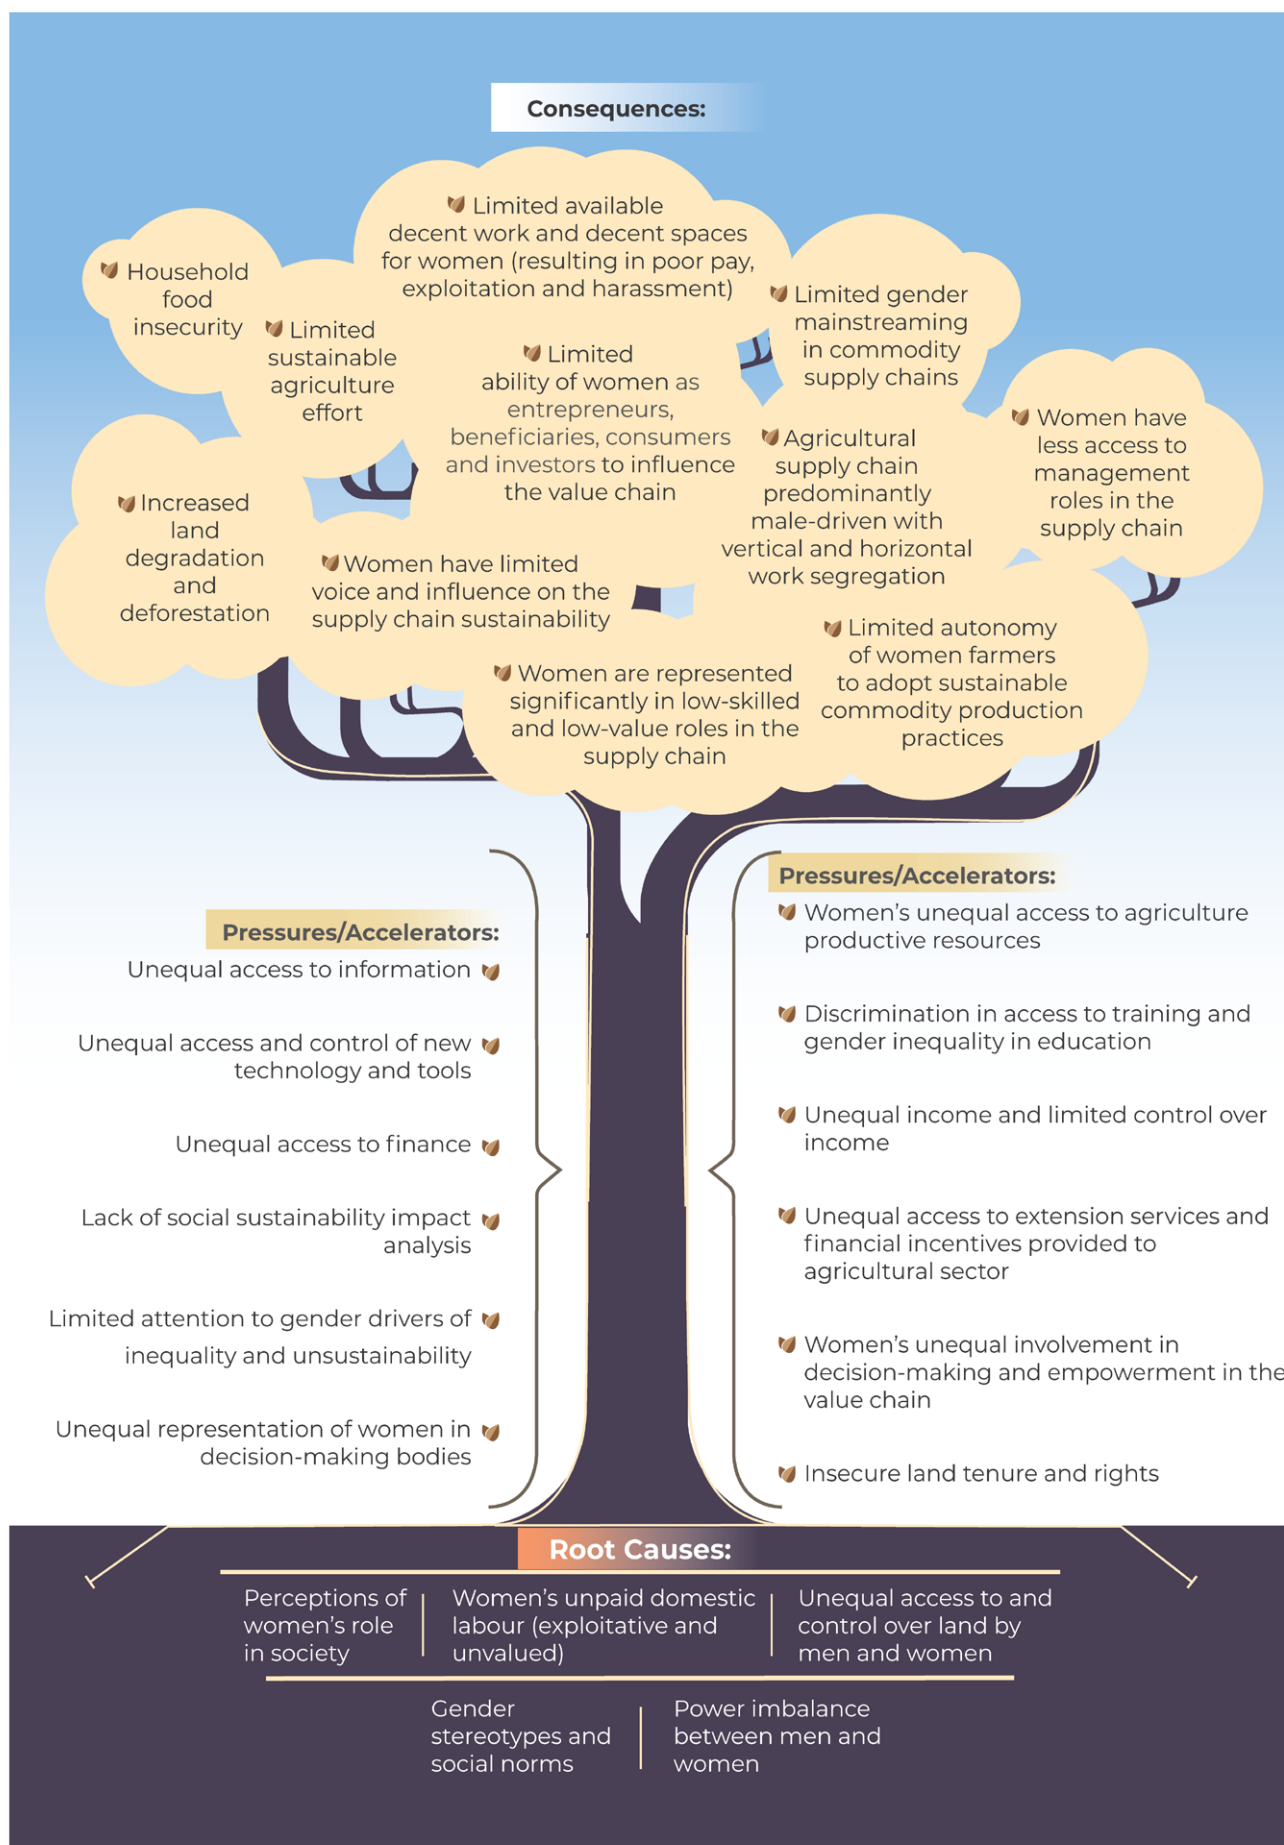 Consequences:
Limited available
decent work and decent spaces
for women (resulting in poor pay,
exploitation and harassment)
Household
food
insecurity
Limited
sustainable
agriculture
effort
Limited
ability of women as
entrepreneurs,
beneficiaries, consumers
and investors to influence
the value chain
Limited gender
mainstreaming
in commodity
supply chains
Agricultural
supply chain
predominantly
male-driven with
vertical and horizontal
work segregation
Women have
less access to
management
roles in the
supply chain
Increased
land
degradation
and
deforestation
Women have limited
voice and influence on the
supply chain sustainability
Women are represented
significantly in low-skilled
and low-value roles in the
supply chain
Limited autonomy
of women farmers
to adopt sustainable
commodity production
practices
Pressures/Accelerators:
Unequal access to information
Unequal access and control of new
technology and tools
Unequal access to finance
Lack of social sustainability impact
analysis
Limited attention to gender drivers of
inequality and unsustainability
Unequal representation of women in
decision-making bodies
Pressures/Accelerators:
Women's unequal access to agriculture
productive resources
Discrimination in access to training and
gender inequality in education
Unequal income and limited control over
income
Unequal access to extension services and
financial incentives provided to
agricultural sector
Women's unequal involvement in
decision-making and empowerment in the
value chain
Insecure land tenure and rights
Root Causes:
Perceptions of
women's role
in society
Women's unpaid domestic
labour (exploitative and
unvalued)
Unequal access to and
control over land by
men and women
Gender
stereotypes and
social norms
Power imbalance
between men and
women